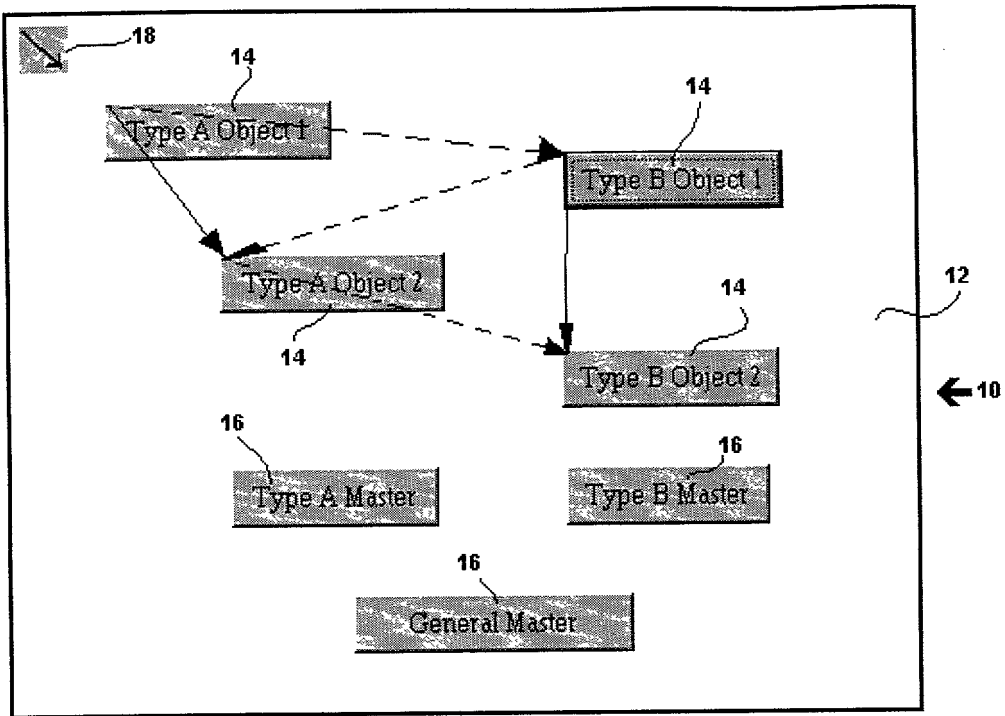 18
14
Type A Object 1
14
Type B Object 1
Type A Object 2
14
12
14
Type B Object 2
10
16
Type A Master
16
Type B Master
16
General Master